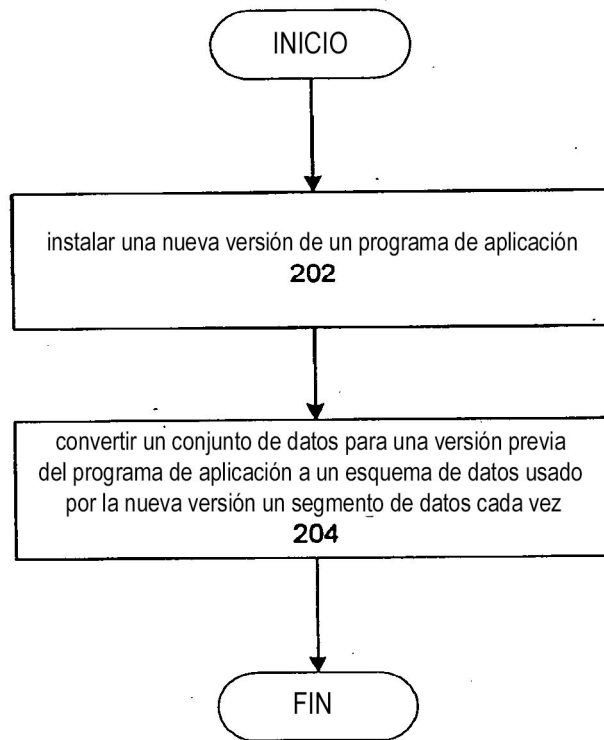 INICIO
instalar una nueva versión de un programa de aplicación
202
convertir un conjunto de datos para una versión previa
del programa de aplicación a un esquema de datos usado
por la nueva versión un segmento de datos cada vez
204
FIN